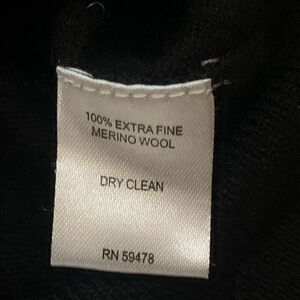 100% EXTRA FINE
MERINO WOOL
DRY CLEAN
RN 59478